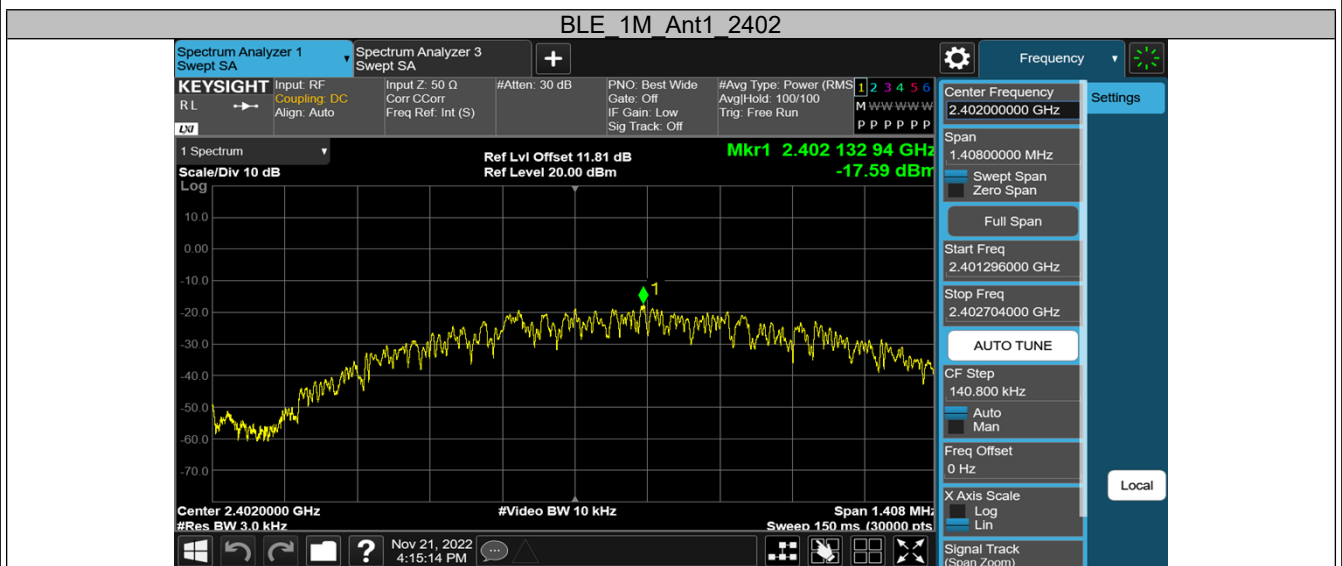 BLE_1M_Ant1_2402
Spectrum Analyzer 1
Swept SA
Spectrum Analyzer 3
Swept SA
Frequency
KEYSIGHT
RL
LXI
Input: RF
Coupling: DC
Align: Auto
Input Z: 50 Ω
Corr CCorr
Freq Ref: Int (S)
#Atten: 30 dB
PNO: Best Wide
Gate: Off
IF Gain: Low
Sig Track: Off
#Avg Type: Power (RMS
Avg|Hold: 100/100
Trig: Free Run
1 2 3 4 5 6
M W W W W W
P P P P P P
1 Spectrum
Scale/Div 10 dB
Log
Ref Lvl Offset 11.81 dB
Ref Level 20.00 dBm
Mkr1 2.402 132 94 GHz
-17.59 dBm
10.0
0.00
-10.0
-20.0
-30.0
-40.0
-50.0
-60.0
-70.0
1
Center 2.4020000 GHz
#Res BW 3.0 kHz
#Video BW 10 kHz
Span 1.408 MHz
Sweep 150 ms (30000 pts
Nov 21, 2022
4:15:14 PM
Center Frequency
2.402000000 GHz
Span
1.40800000 MHz
Swept Span
Zero Span
Full Span
Start Freq
2.401296000 GHz
Stop Freq
2.402704000 GHz
AUTO TUNE
CF Step
140.800 kHz
Auto
Man
Freq Offset
0 Hz
X Axis Scale
Log
Lin
Signal Track
(Span Zoom)
Settings
Local